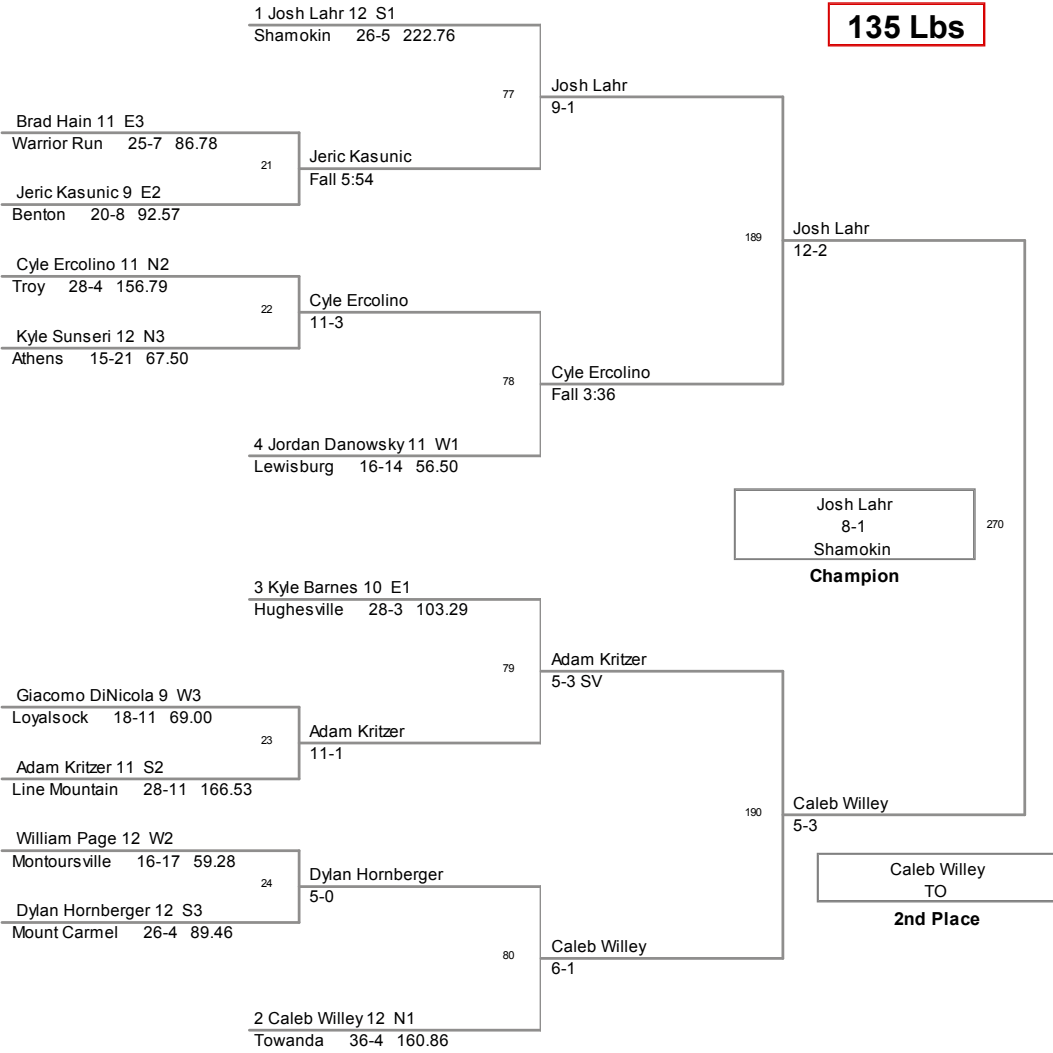 1 Josh Lahr 12 S1
Shamokin 26-5 222.76
135 Lbs
77
Josh Lahr
9-1
Brad Hain 11 E3
Warrior Run 25-7 86.78
21
Jeric Kasunic
Fall 5:54
Jeric Kasunic 9 E2
Benton 20-8 92.57
189
Josh Lahr
12-2
Cyle Ercolino 11 N2
Troy 28-4 156.79
22
Cyle Ercolino
11-3
Kyle Sunseri 12 N3
Athens 15-21 67.50
78
Cyle Ercolino
Fall 3:36
4 Jordan Danowsky 11 W1
Lewisburg 16-14 56.50
Josh Lahr
8-1
Shamokin
270
Champion
3 Kyle Barnes 10 E1
Hughesville 28-3 103.29
79
Adam Kritzer
5-3 SV
Giacomo DiNicola 9 W3
Loyalsock 18-11 69.00
23
Adam Kritzer
11-1
Adam Kritzer 11 S2
Line Mountain 28-11 166.53
190
Caleb Willey
5-3
William Page 12 W2
Montoursville 16-17 59.28
24
Dylan Hornberger
5-0
Caleb Willey
TO
2nd Place
Dylan Hornberger 12 S3
Mount Carmel 26-4 89.46
80
Caleb Willey
6-1
2 Caleb Willey 12 N1
Towanda 36-4 160.86